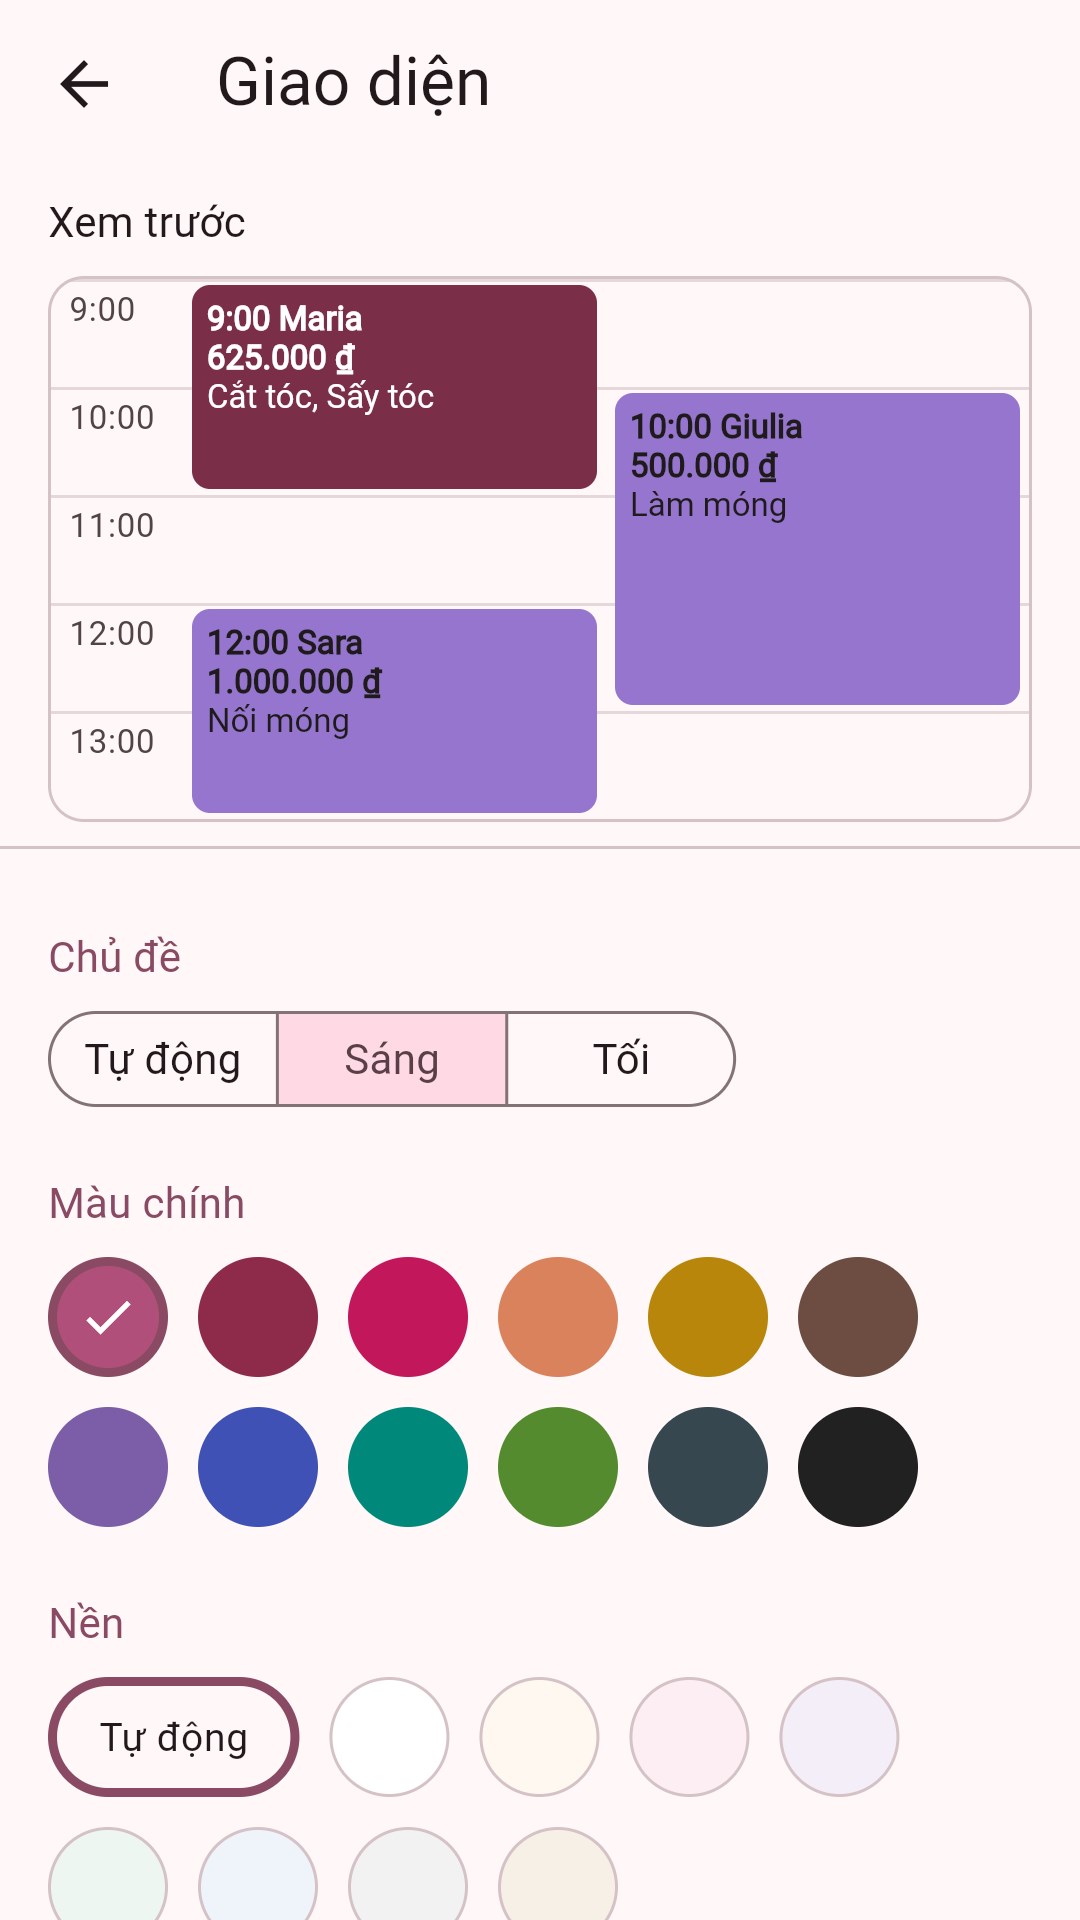 Giao diện
Xem trước
9:00
9:00 Maria
625.000 ₫
Cắt tóc, Sấy tóc
10:00
10:00 Giulia
500.000 ₫
Làm móng
11:00
12:00
12:00 Sara
1.000.000 ₫
Nối móng
13:00
Chủ đề
Tự động
Sáng
Tối
Màu chính
Nền
Tự động